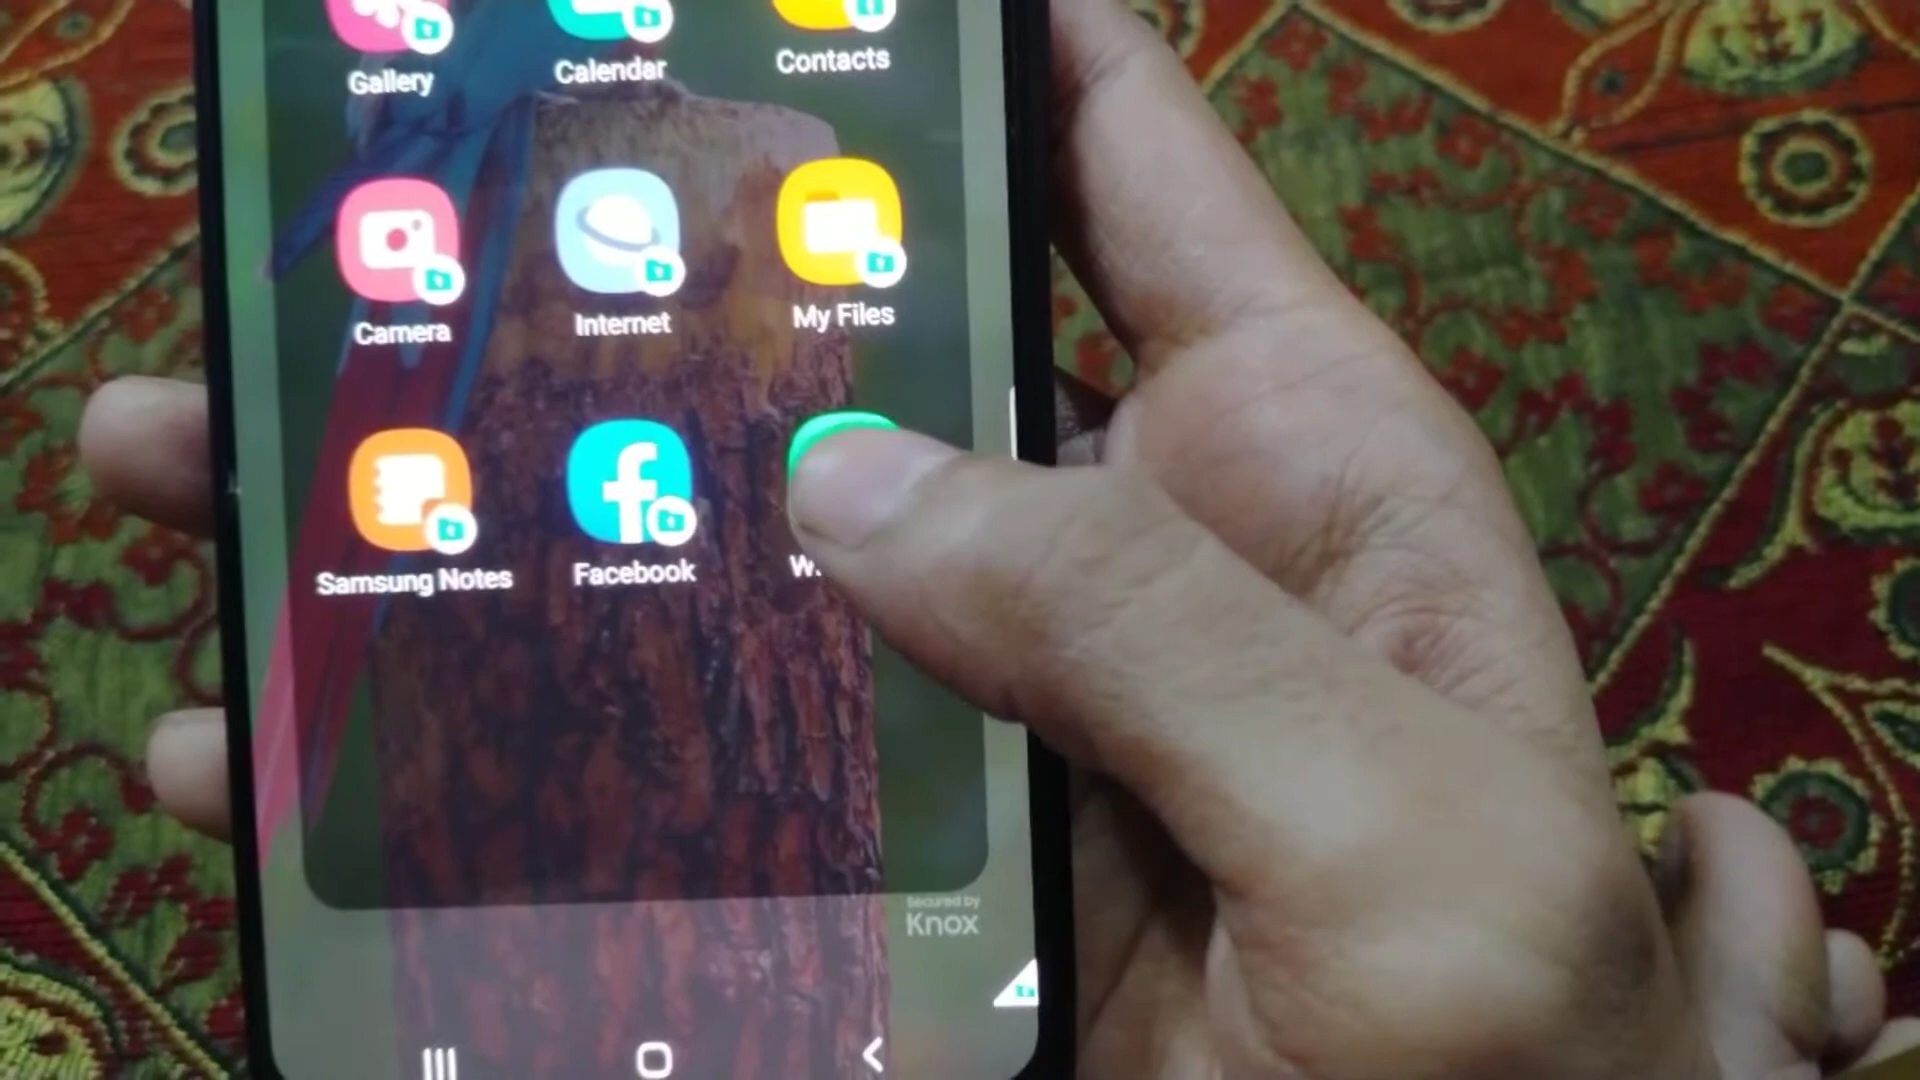 Gallery
Calendar
Contacts
Camera
Internet
My Files
Samsung Notes
Facebook
Secured by
Knox